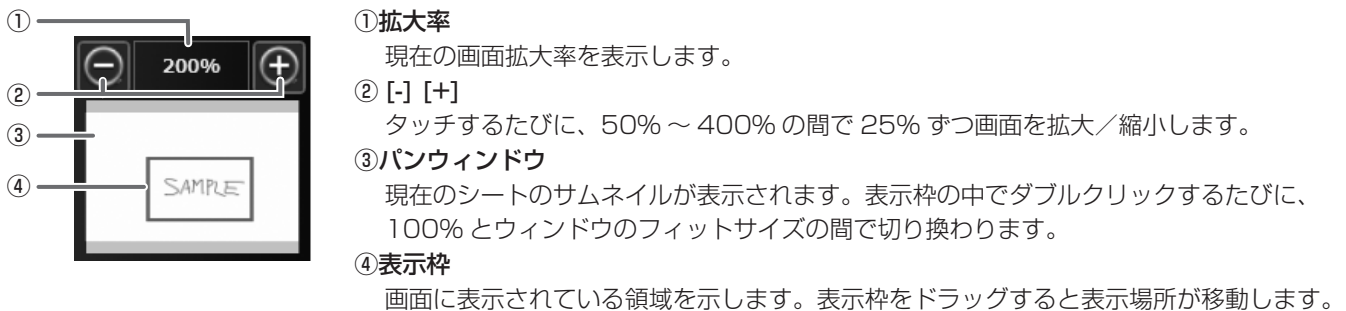 ①
200%
②
③
④
SAMPLE
①拡大率
現在の画面拡大率を表示します。
② [-] [+]
タッチするたびに、50% ～ 400% の間で 25% ずつ画面を拡大／縮小します。
③パンウィンドウ
現在のシートのサムネイルが表示されます。表示枠の中でダブルクリックするたびに、
100% とウィンドウのフィットサイズの間で切り換わります。
④表示枠
画面に表示されている領域を示します。表示枠をドラッグすると表示場所が移動します。